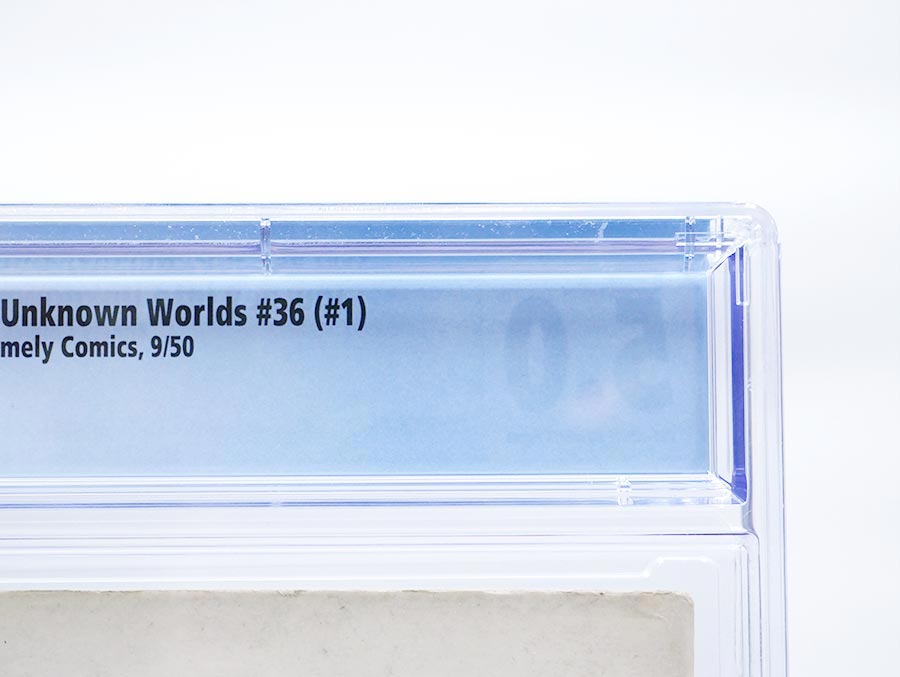 Unknown Worlds #36 (#1)
mely Comics, 9/50